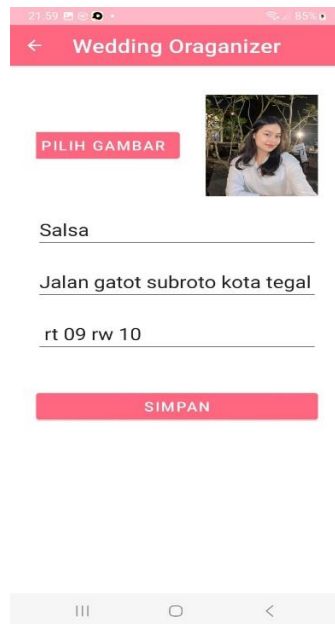 21.59 85%
Wedding Oraganizer
PILIH GAMBAR
Salsa
Jalan gatot subroto kota tegal
rt 09 rw 10
SIMPAN